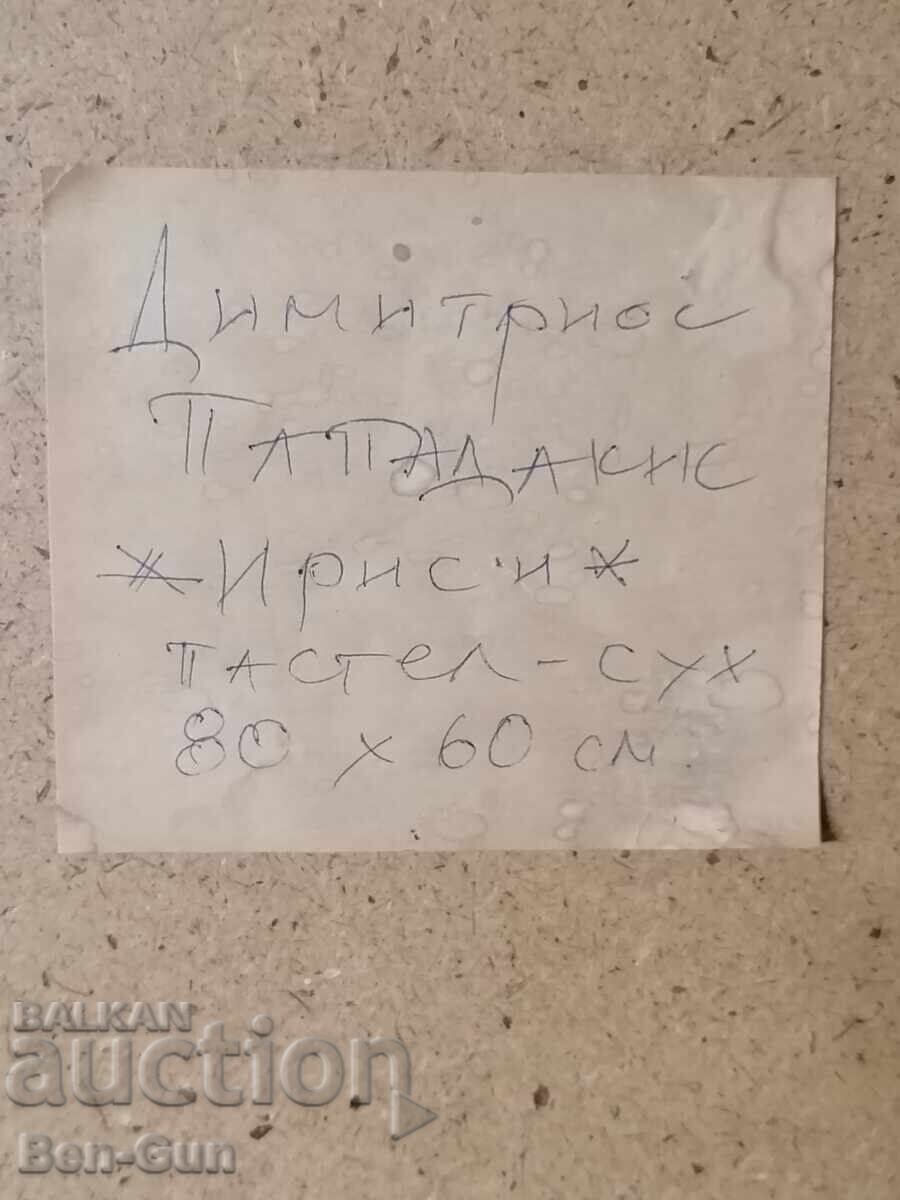 Димитриос
ПАПАДАКИС
*Ириси*
пастел - сух
80 х 60 см.
BALKAN
auction
Ben-Gun